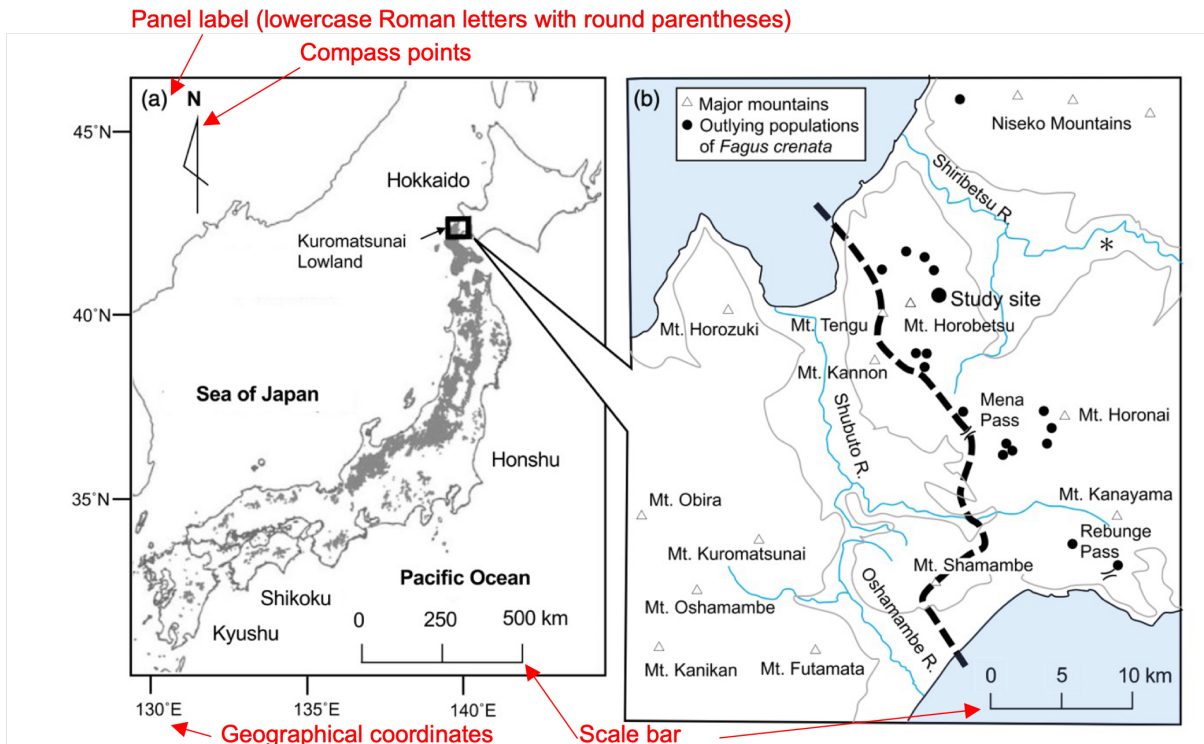 Panel label (lowercase Roman letters with round parentheses)
Compass points
(a)
N
45°N
40°N
35°N
130°E
135°E
140°E
Hokkaido
Kuromatsunai
Lowland
Sea of Japan
Honshu
Pacific Ocean
Shikoku
Kyushu
0 250 500 km
(b)
△ Major mountains
● Outlying populations
of Fagus crenata
Niseko Mountains
Shiribetsu R.
*
Study site
Mt. Horozuki
Mt. Tengu
Mt. Horobetsu
Mt. Kannon
Mena
Pass
Mt. Horonai
Shubuto R.
Mt. Obira
Mt. Kanayama
Mt. Kuromatsunai
Rebunge
Pass
Mt. Shamambe
Mt. Oshamambe
Oshamambe R.
Mt. Kanikan
Mt. Futamata
0 5 10 km
Geographical coordinates
Scale bar